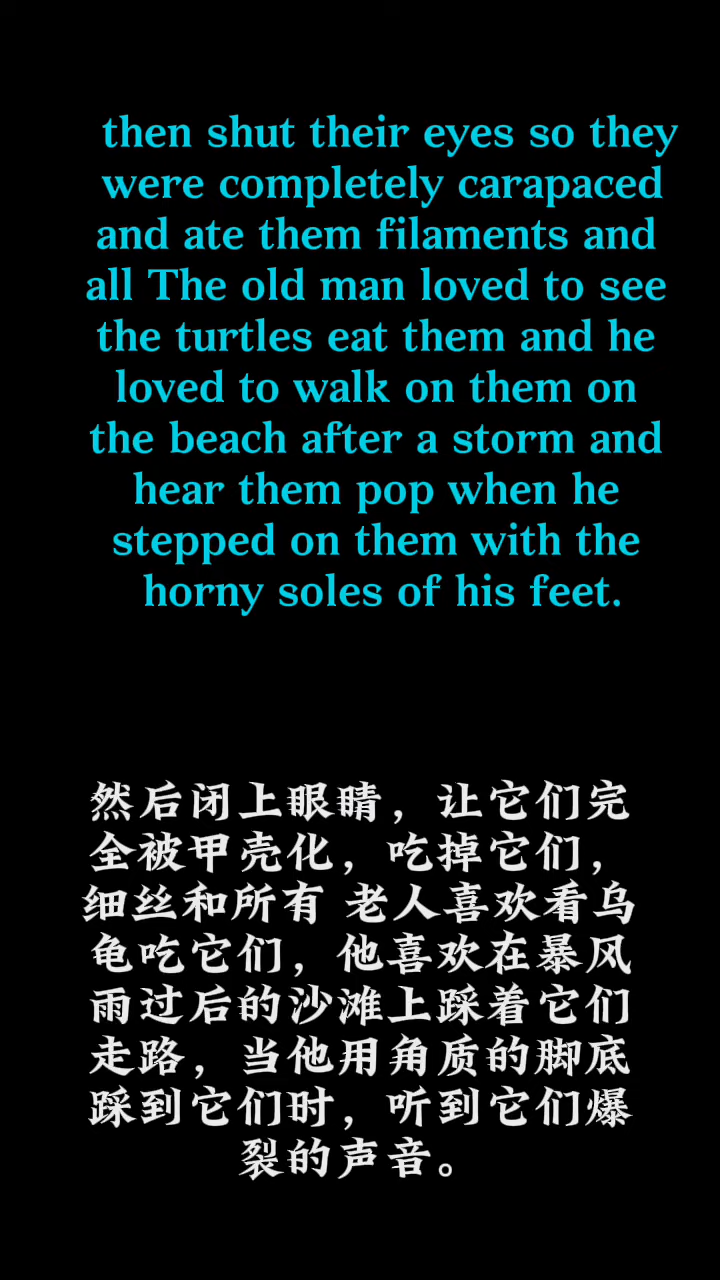 then shut their eyes so they
were completely carapaced
and ate them filaments and
all The old man loved to see
the turtles eat them and he
loved to walk on them on
the beach after a storm and
hear them pop when he
stepped on them with the
horny soles of his feet.
然后闭上眼睛，让它们完
全被甲壳化，吃掉它们，
细丝和所有 老人喜欢看乌
龟吃它们，他喜欢在暴风
雨过后的沙滩上踩着它们
走路，当他用角质的脚底
踩到它们时，听到它们爆
裂的声音。